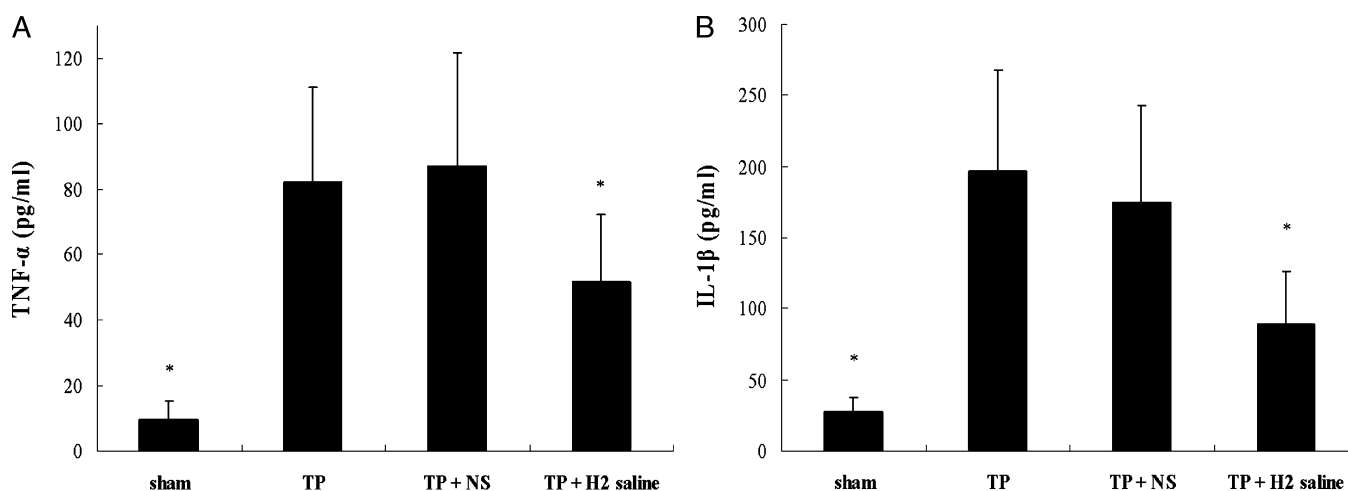 A
TNF-α (pg/ml)
120
100
80
60
40
20
0
*
*
sham
TP
TP + NS
TP + H2 saline
B
IL-1β (pg/ml)
300
250
200
150
100
50
0
*
*
sham
TP
TP + NS
TP + H2 saline